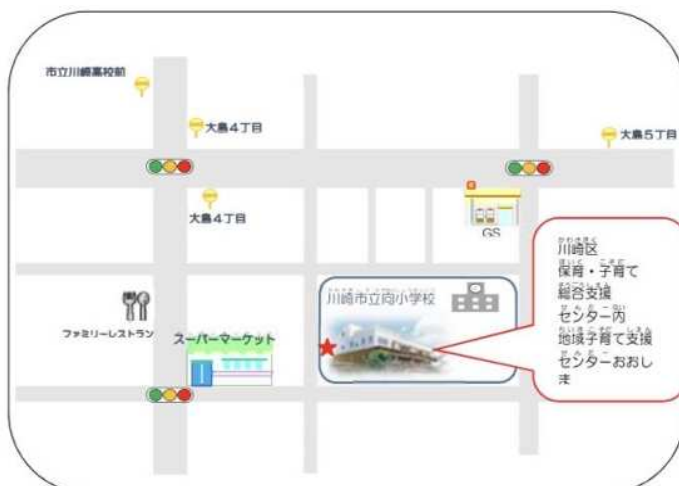 市立川崎高校前
大島4丁目
大島5丁目
大島4丁目
GS
川崎市立向小学校
ファミリーレストラン
スーパーマーケット
川崎区
保育・子育て
総合支援
センター内
地域子育て支援
センターおおし
ま